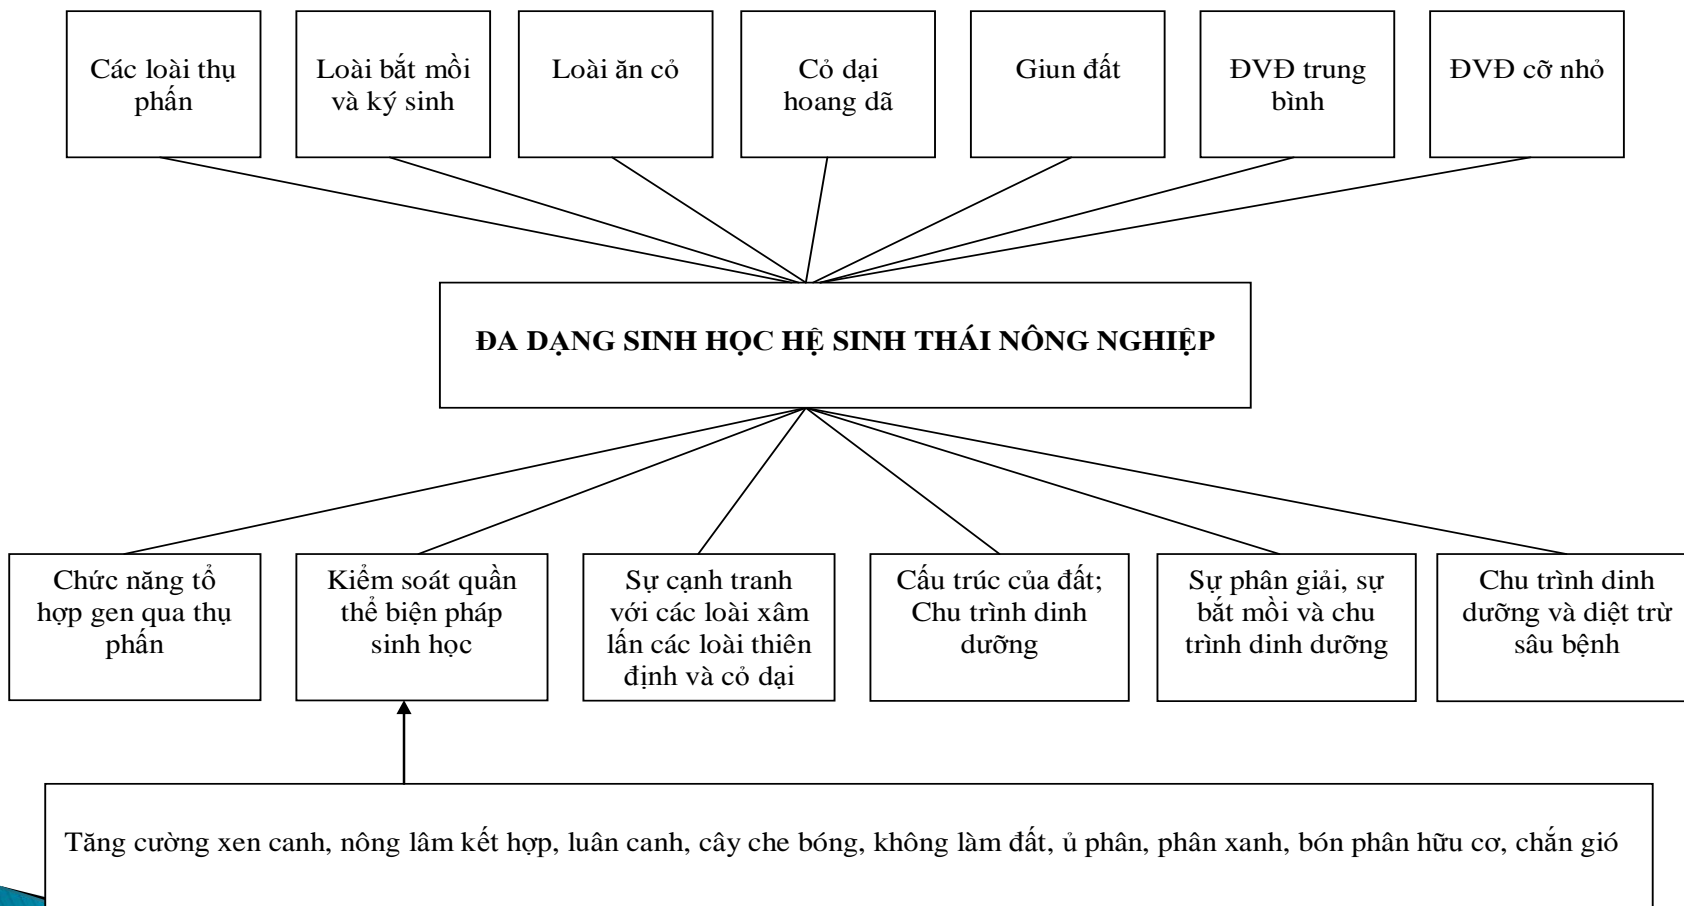 Các loài thụ
phấn
Loài bắt mồi
và ký sinh
Loài ăn cỏ
Cỏ dại
hoang dã
Giun đất
ĐVĐ trung
bình
ĐVĐ cỡ nhỏ
ĐA DẠNG SINH HỌC HỆ SINH THÁI NÔNG NGHIỆP
Chức năng tổ
hợp gen qua thụ
phấn
Kiểm soát quần
thể biện pháp
sinh học
Sự cạnh tranh
với các loài xâm
lấn các loài thiên
định và cỏ dại
Cấu trúc của đất;
Chu trình dinh
dưỡng
Sự phân giải, sự
bắt mồi và chu
trình dinh dưỡng
Chu trình dinh
dưỡng và diệt trừ
sâu bệnh
Tăng cường xen canh, nông lâm kết hợp, luân canh, cây che bóng, không làm đất, ủ phân, phân xanh, bón phân hữu cơ, chắn gió